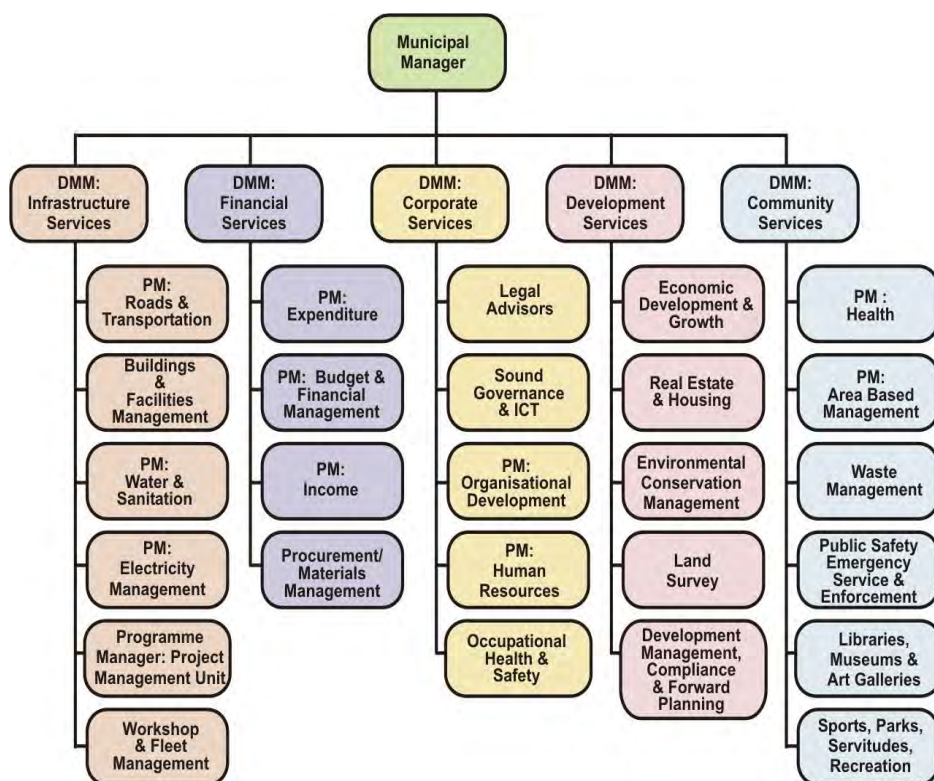 Municipal
Manager
DMM:
Infrastructure
Services
DMM:
Financial
Services
DMM:
Corporate
Services
DMM:
Development
Services
DMM:
Community
Services
PM:
Roads &
Transportation
Buildings
&
Facilities
Management
PM:
Water &
Sanitation
PM:
Electricity
Management
Programme
Manager: Project
Management Unit
Workshop
& Fleet
Management
PM:
Expenditure
PM: Budget &
Financial
Management
PM:
Income
Procurement/
Materials
Management
Legal
Advisors
Sound
Governance
& ICT
PM:
Organisational
Development
PM:
Human
Resources
Occupational
Health &
Safety
Economic
Development &
Growth
Real Estate
& Housing
Environmental
Conservation
Management
Land
Survey
Development
Management,
Compliance
& Forward
Planning
PM :
Health
PM:
Area Based
Management
Waste
Management
Public Safety
Emergency
Service &
Enforcement
Libraries,
Museums &
Art Galleries
Sports, Parks,
Servitudes,
Recreation